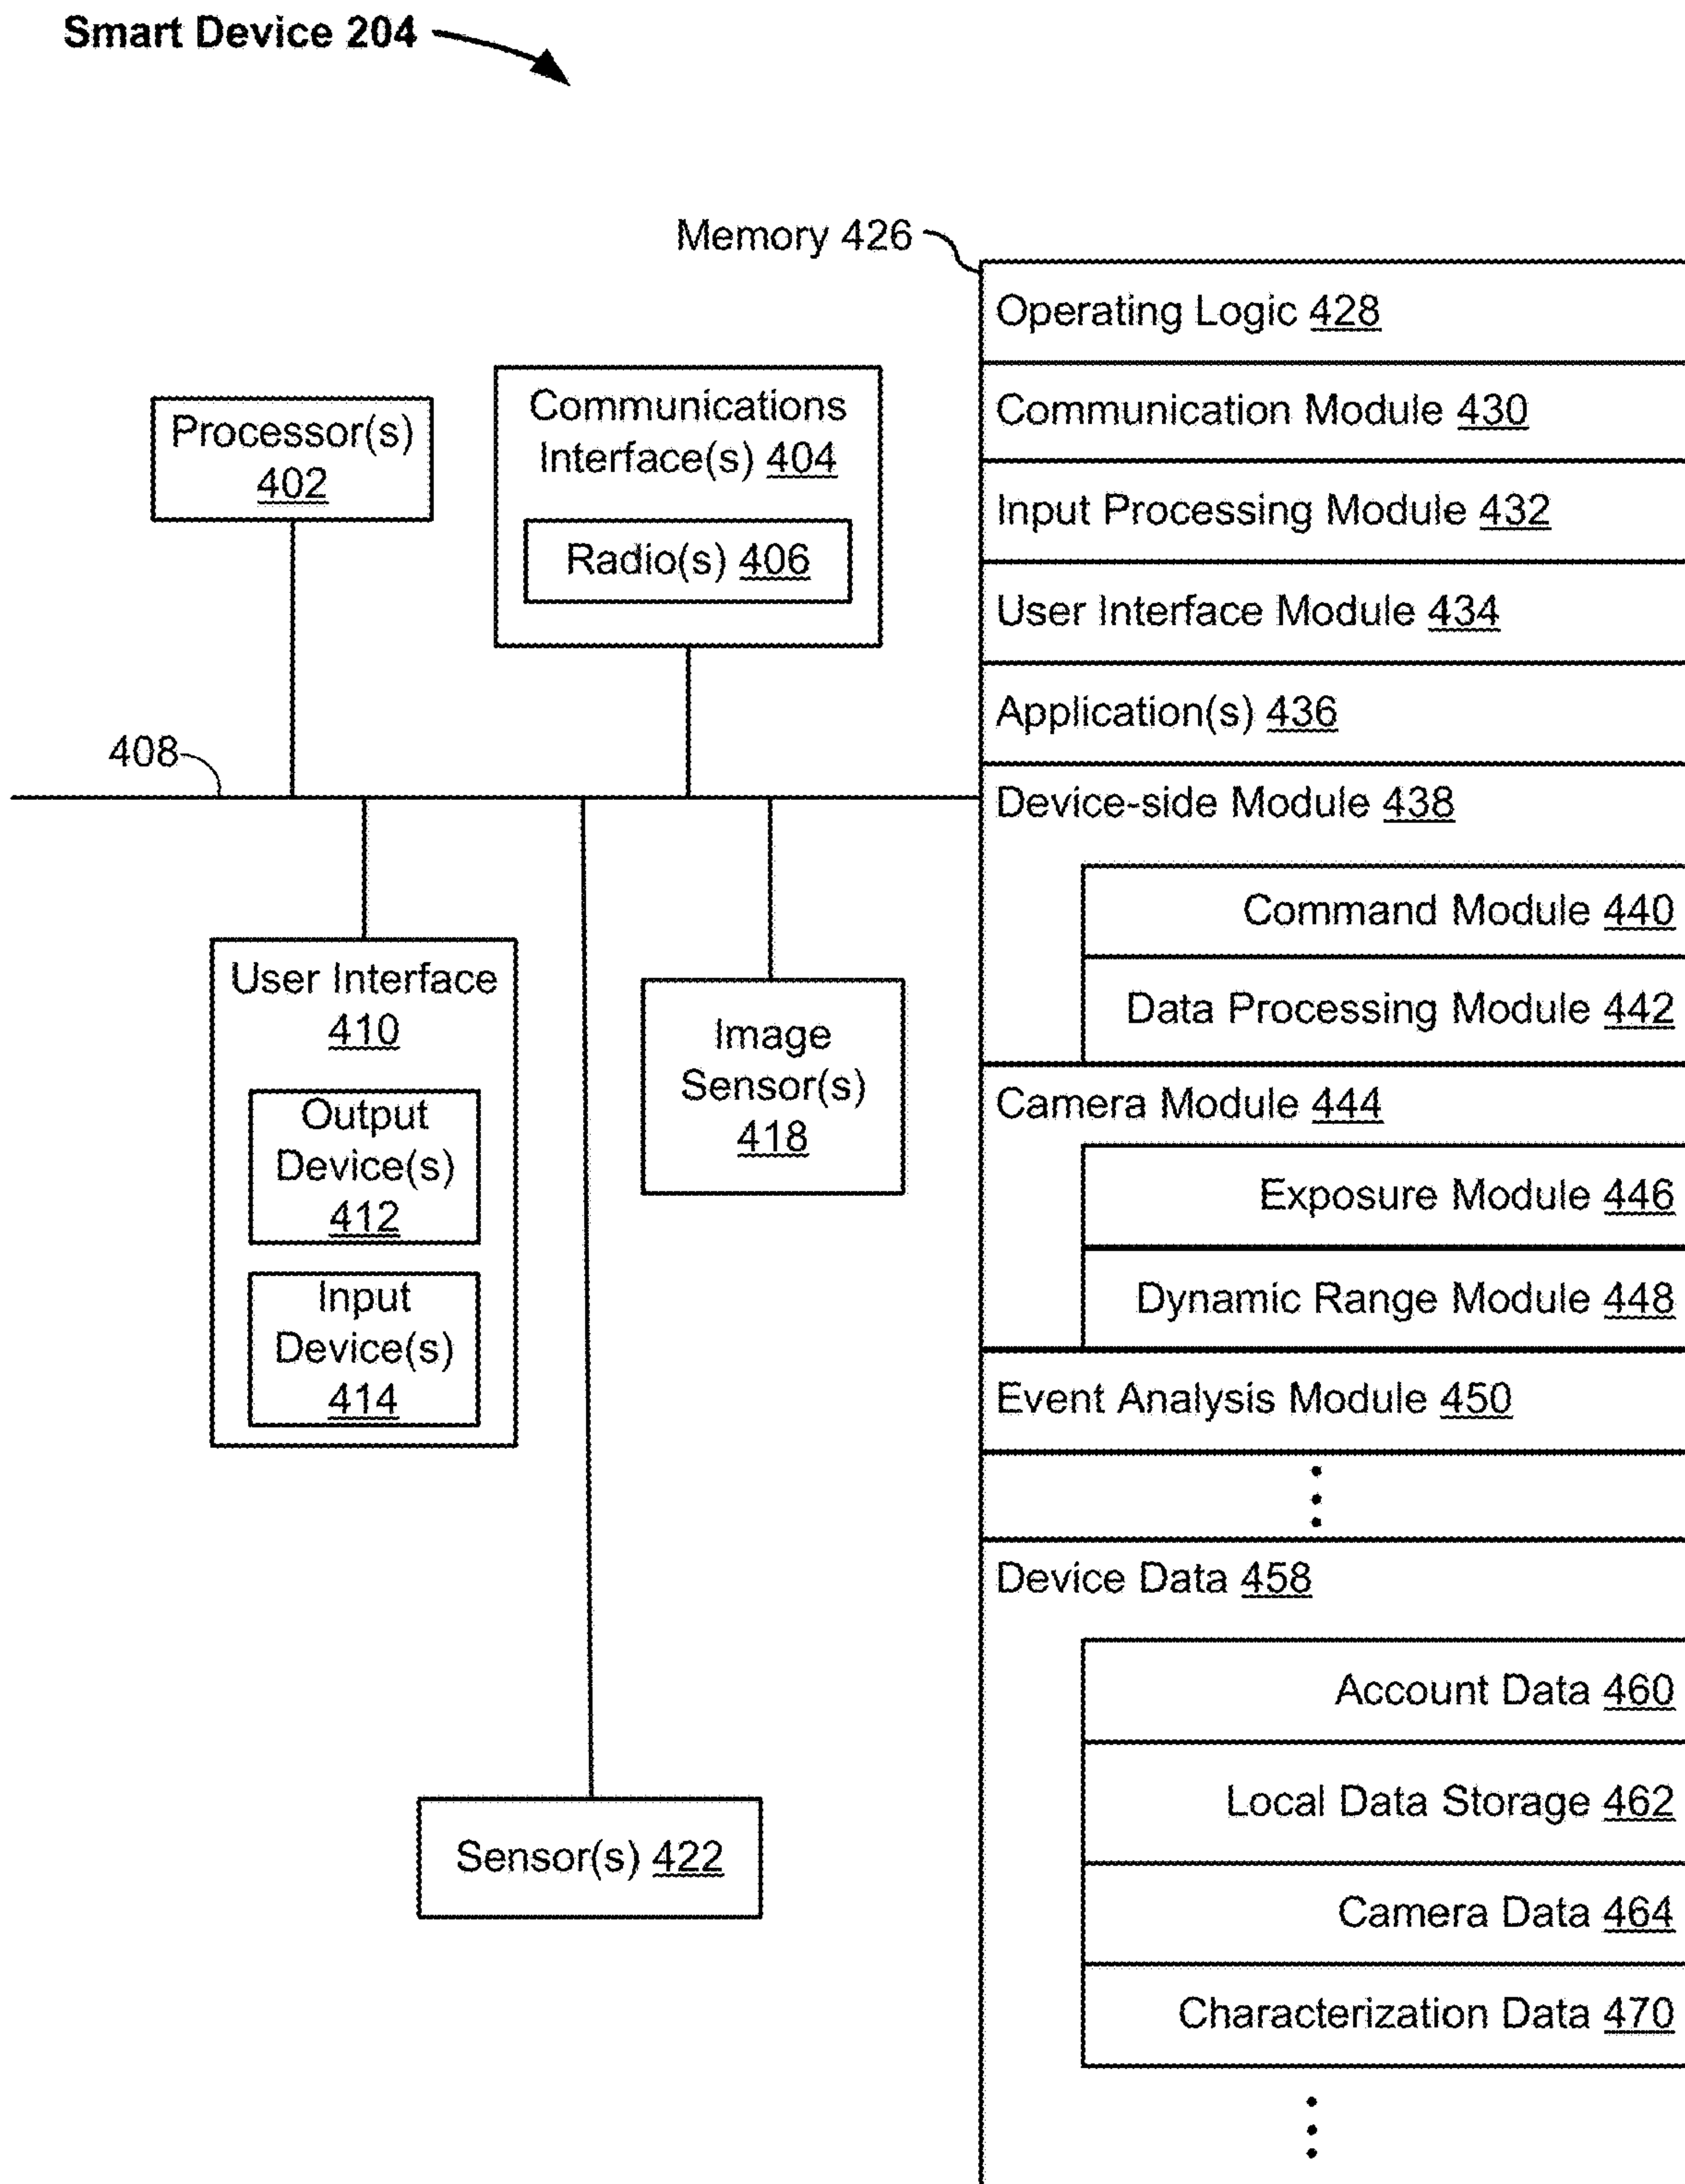 Smart Device 204
Memory 426
Operating Logic 428
Communication Module 430
Input Processing Module 432
User Interface Module 434
Application(s) 436
Device-side Module 438
Command Module 440
Data Processing Module 442
Camera Module 444
Exposure Module 446
Dynamic Range Module 448
Event Analysis Module 450
Device Data 458
Account Data 460
Local Data Storage 462
Camera Data 464
Characterization Data 470
Processor(s)
402
Communications
Interface(s) 404
Radio(s) 406
408
User Interface
410
Output
Device(s)
412
Input
Device(s)
414
Image
Sensor(s)
418
Sensor(s) 422